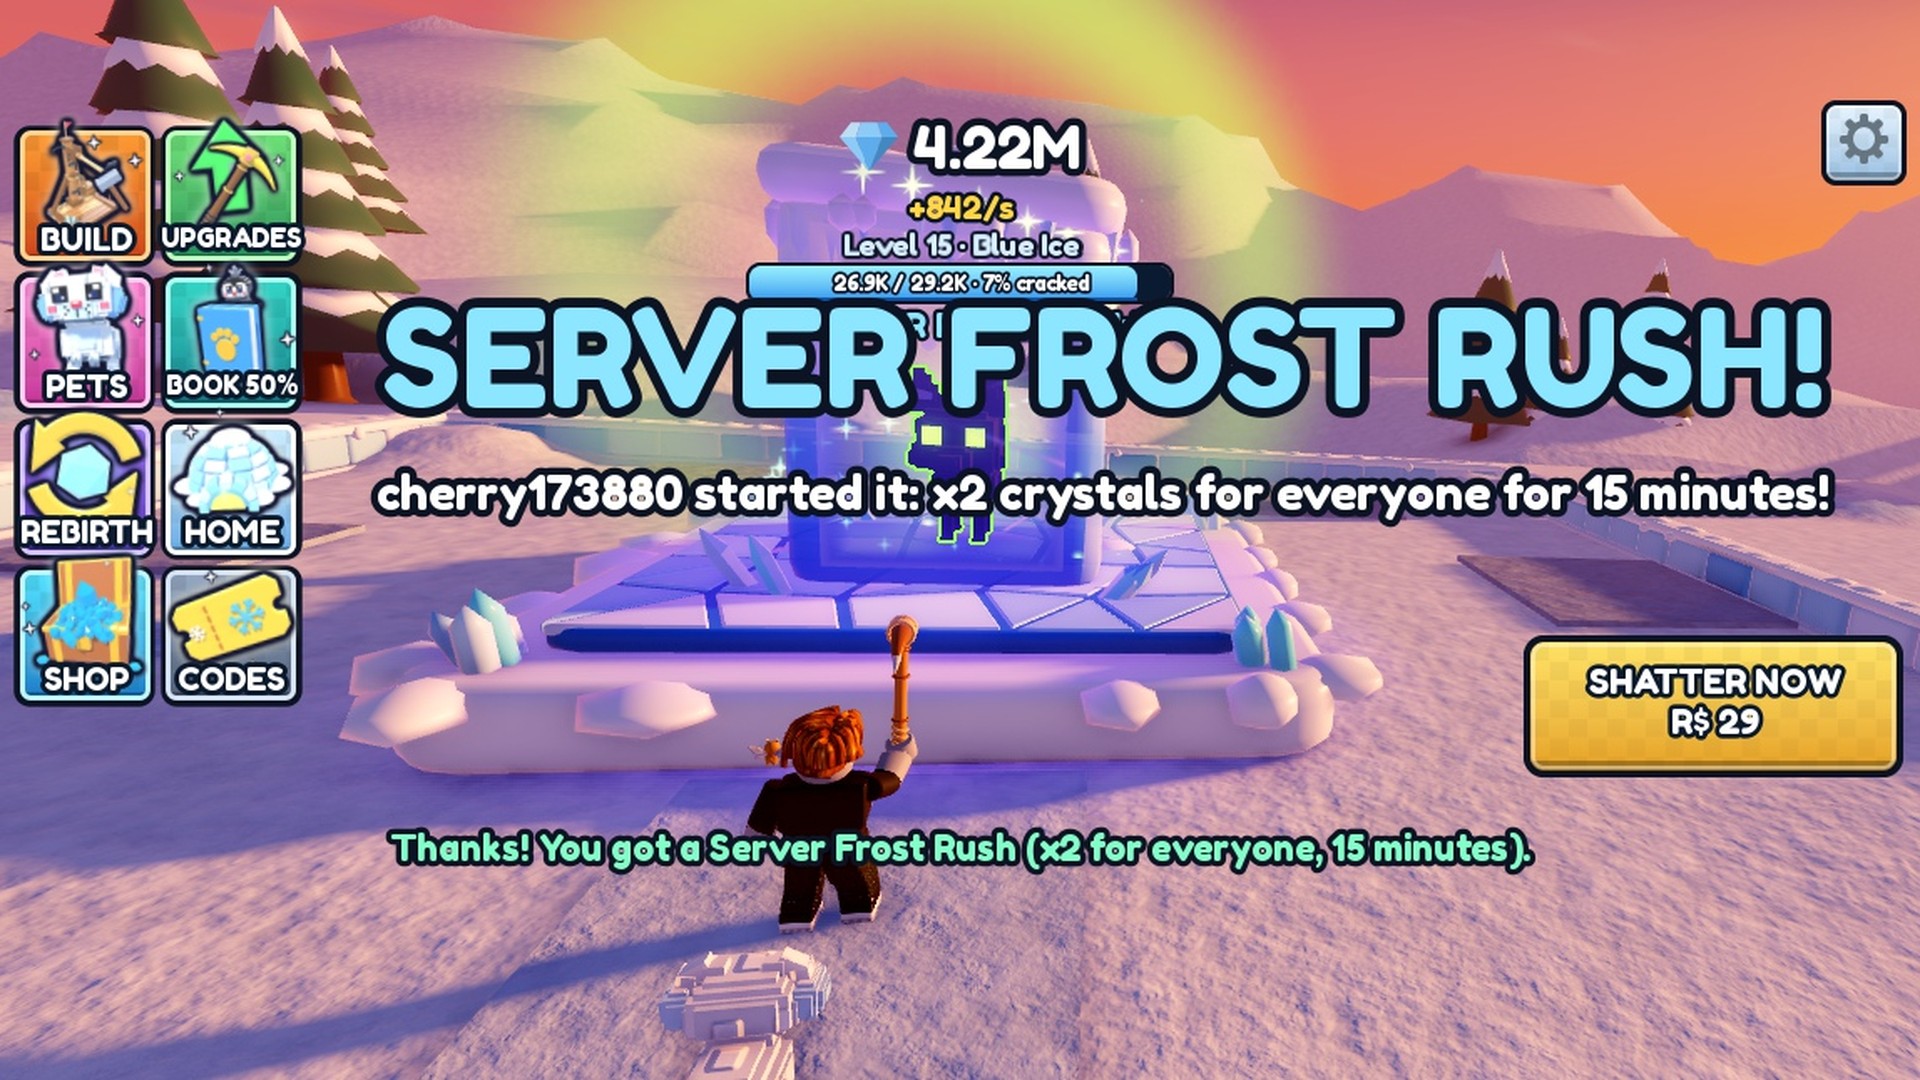 4.22M
+842/s
Level 15 · Blue Ice
26.9K / 29.2K · 7% cracked
SERVER FROST RUSH!
cherry173880 started it: x2 crystals for everyone for 15 minutes!
BUILD
UPGRADES
PETS
BOOK 50%
REBIRTH
HOME
SHOP
CODES
SHATTER NOW
R$ 29
Thanks! You got a Server Frost Rush (x2 for everyone, 15 minutes).